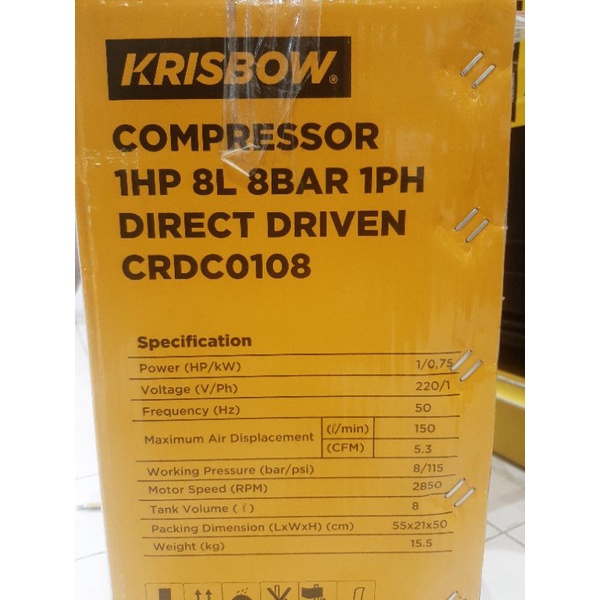 KRISBOW®
COMPRESSOR
1HP 8L 8BAR 1PH
DIRECT DRIVEN
CRDC0108
Specification
Power (HP/kW) 1/0,75
Voltage (V/Ph) 220/1
Frequency (Hz) 50
Maximum Air Displacement (ℓ/min) 150
(CFM) 5.3
Working Pressure (bar/psi) 8/115
Motor Speed (RPM) 2850
Tank Volume (ℓ) 8
Packing Dimension (LxWxH) (cm) 55x21x50
Weight (kg) 15.5